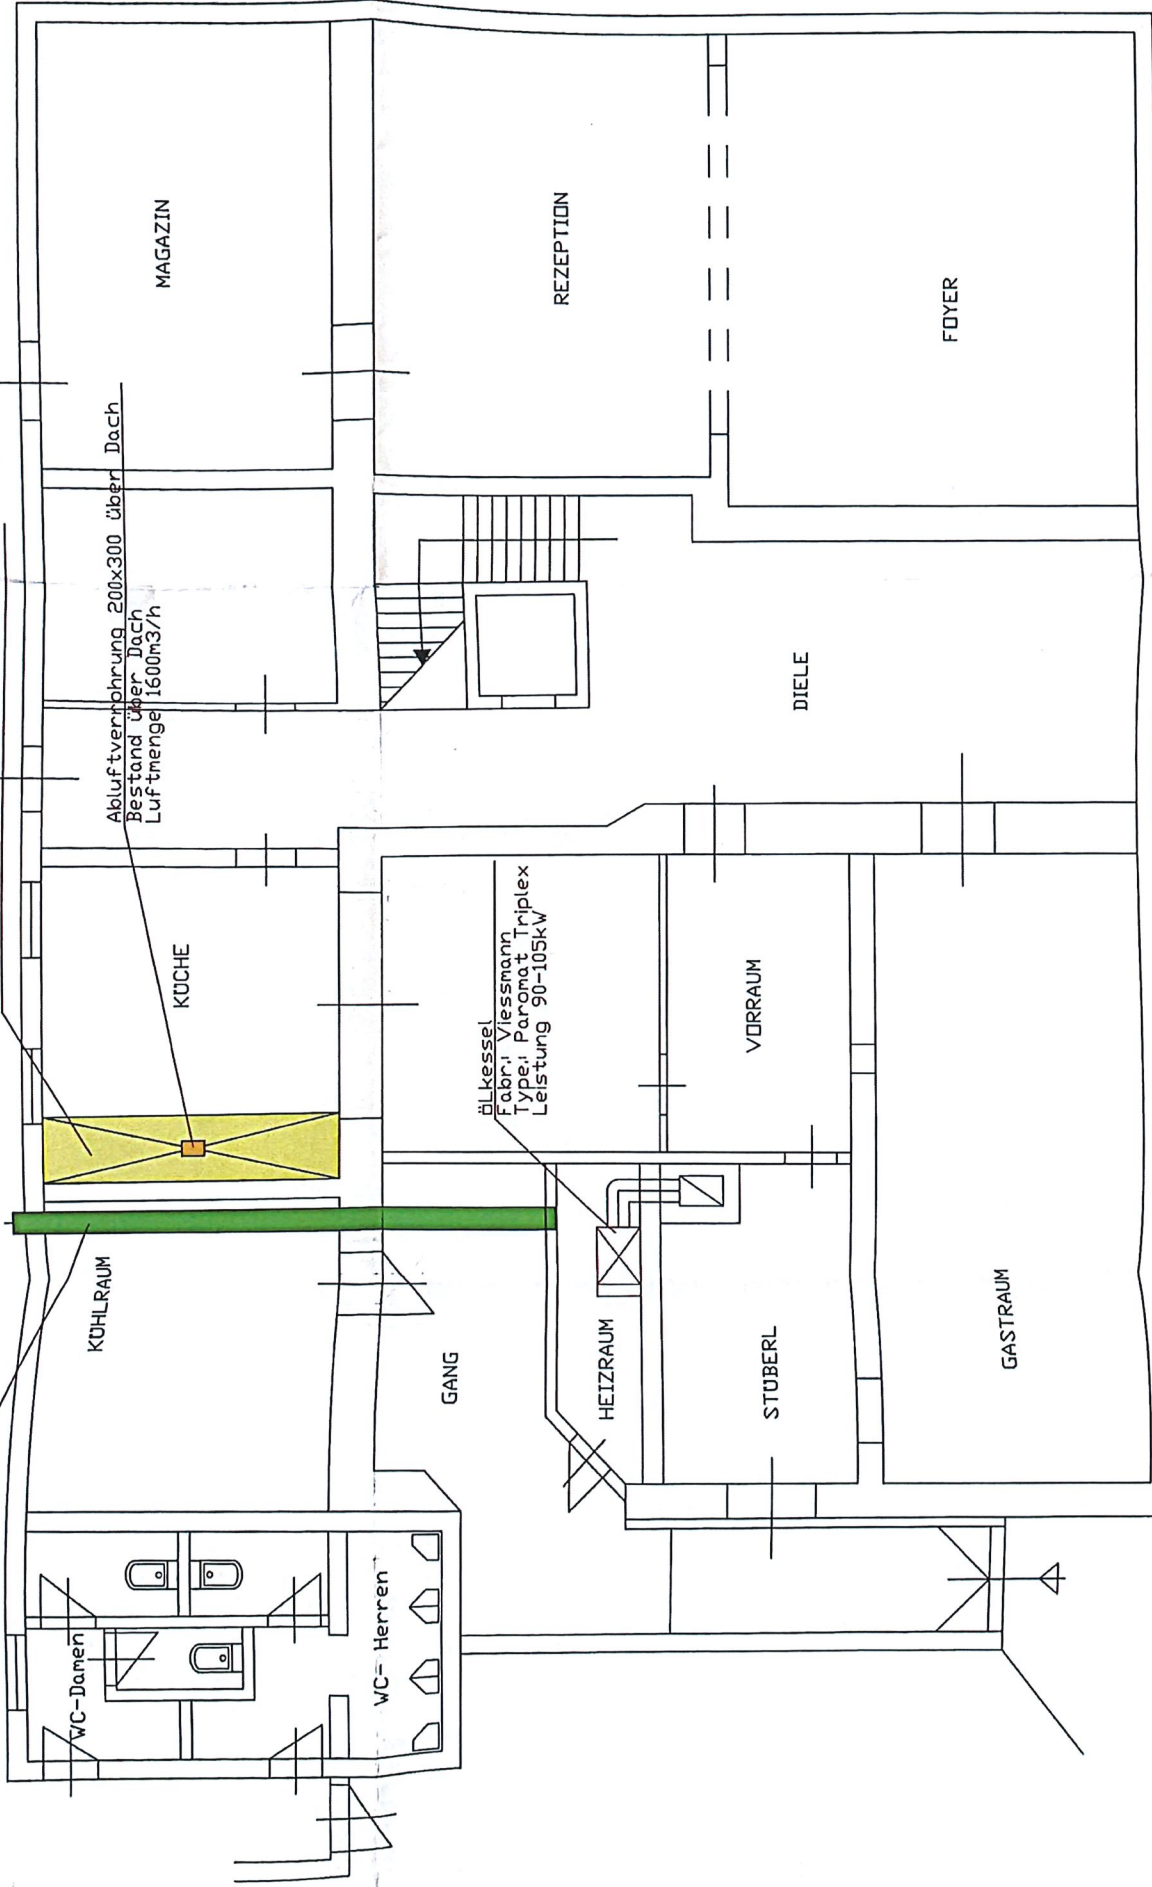 MAGAZIN
REZEPTION
FOYER
Abluftverrohrung 200x300 über Dach
Bestand über Dach
Luftmenge 1600m3/h
DIELE
KÜCHE
ÖLkessel
Fabr.: Viessmann
Type.: Paromat Triplex
Leistung 90-105kW
VORRAUM
KÜHLRAUM
GANG
HEIZRAUM
STÜBERL
GASTRAUM
WC-Damen
WC- Herren